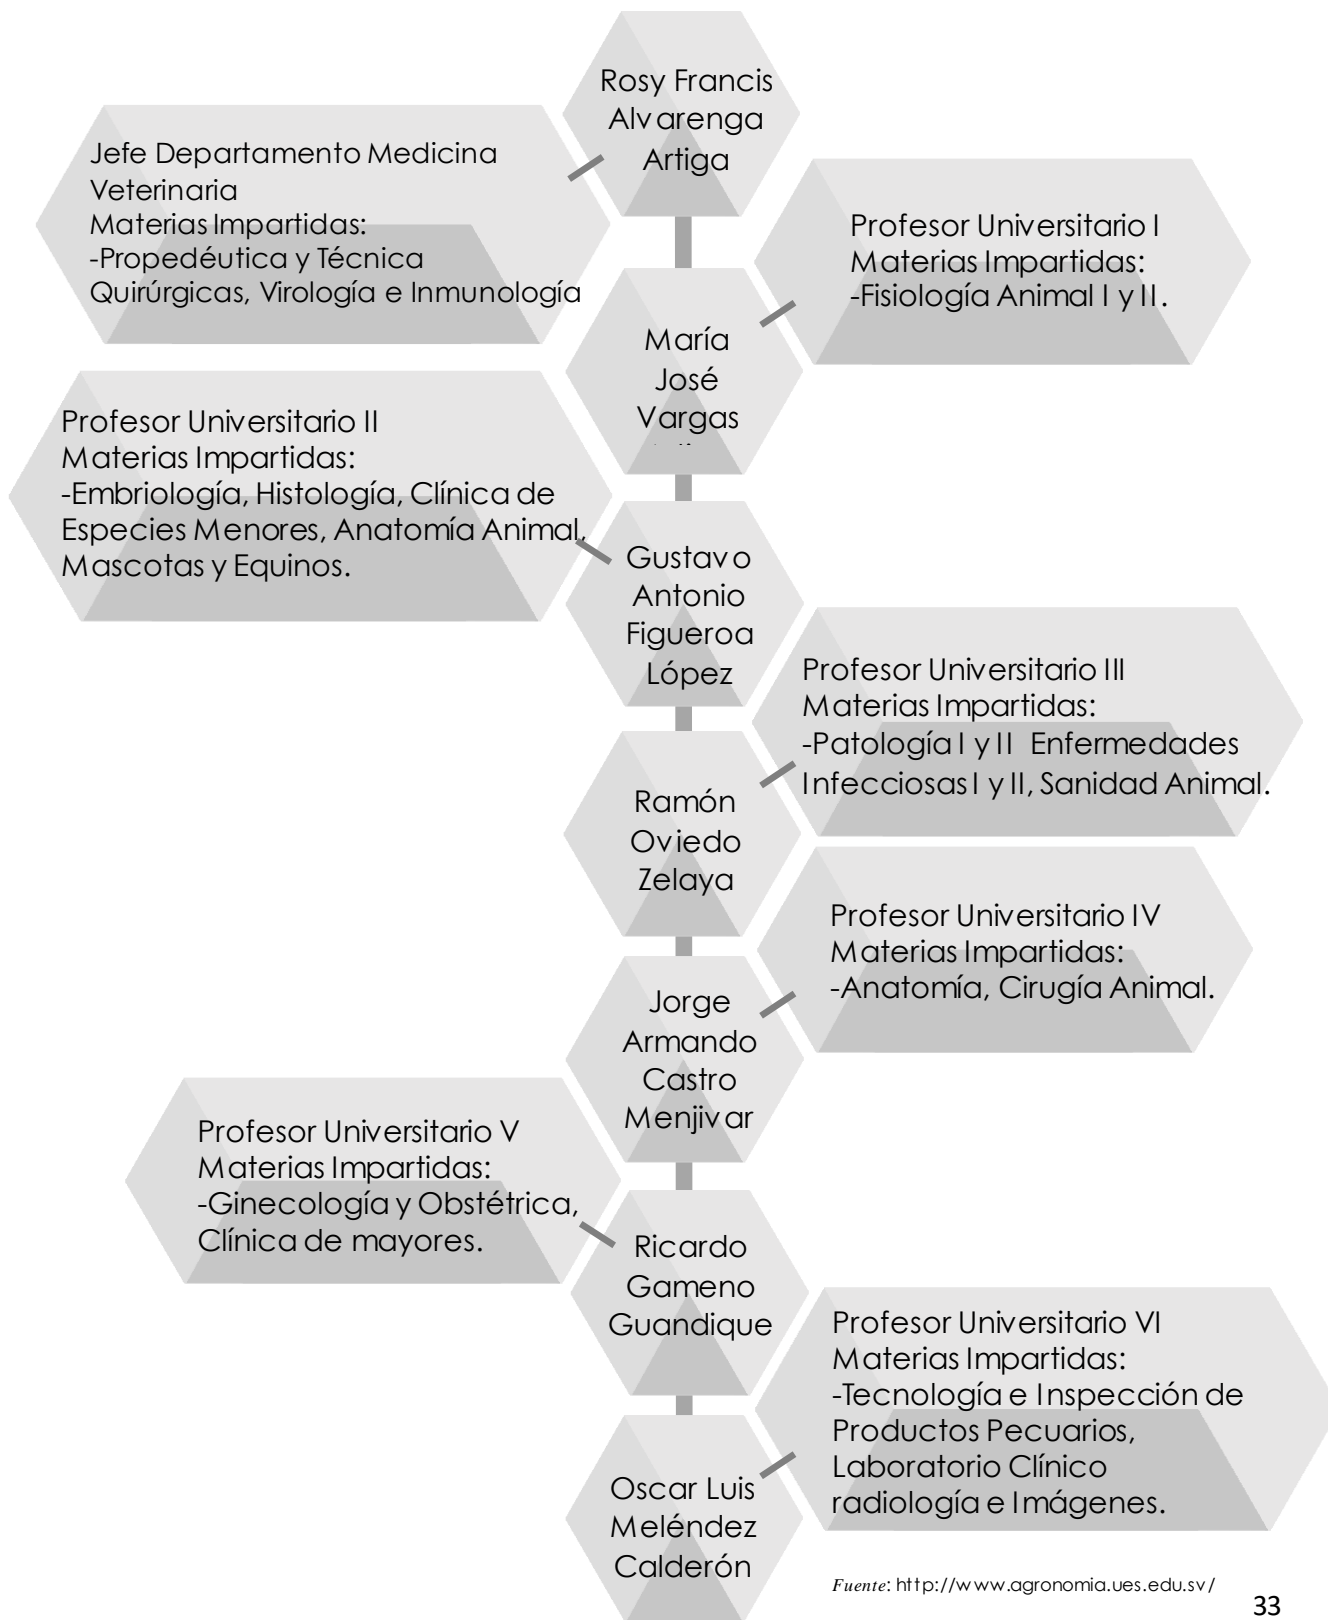 Rosy Francis
Alvarenga
Artiga
Jefe Departamento Medicina
Veterinaria
Materias Impartidas:
-Propedéutica y Técnica
Quirúrgicas, Virología e Inmunología
María
José
Vargas
Profesor Universitario I
Materias Impartidas:
-Fisiología Animal I y II.
Gustavo
Antonio
Figueroa
López
Profesor Universitario II
Materias Impartidas:
-Embriología, Histología, Clínica de
Especies Menores, Anatomía Animal,
Mascotas y Equinos.
Ramón
Oviedo
Zelaya
Profesor Universitario III
Materias Impartidas:
-Patología I y II Enfermedades
Infecciosas I y II, Sanidad Animal.
Jorge
Armando
Castro
Menjivar
Profesor Universitario IV
Materias Impartidas:
-Anatomía, Cirugía Animal.
Ricardo
Gameno
Guandique
Profesor Universitario V
Materias Impartidas:
-Ginecología y Obstétrica,
Clínica de mayores.
Oscar Luis
Meléndez
Calderón
Profesor Universitario VI
Materias Impartidas:
-Tecnología e Inspección de
Productos Pecuarios,
Laboratorio Clínico
radiología e Imágenes.
Fuente: http://www.agronomia.ues.edu.sv/
33